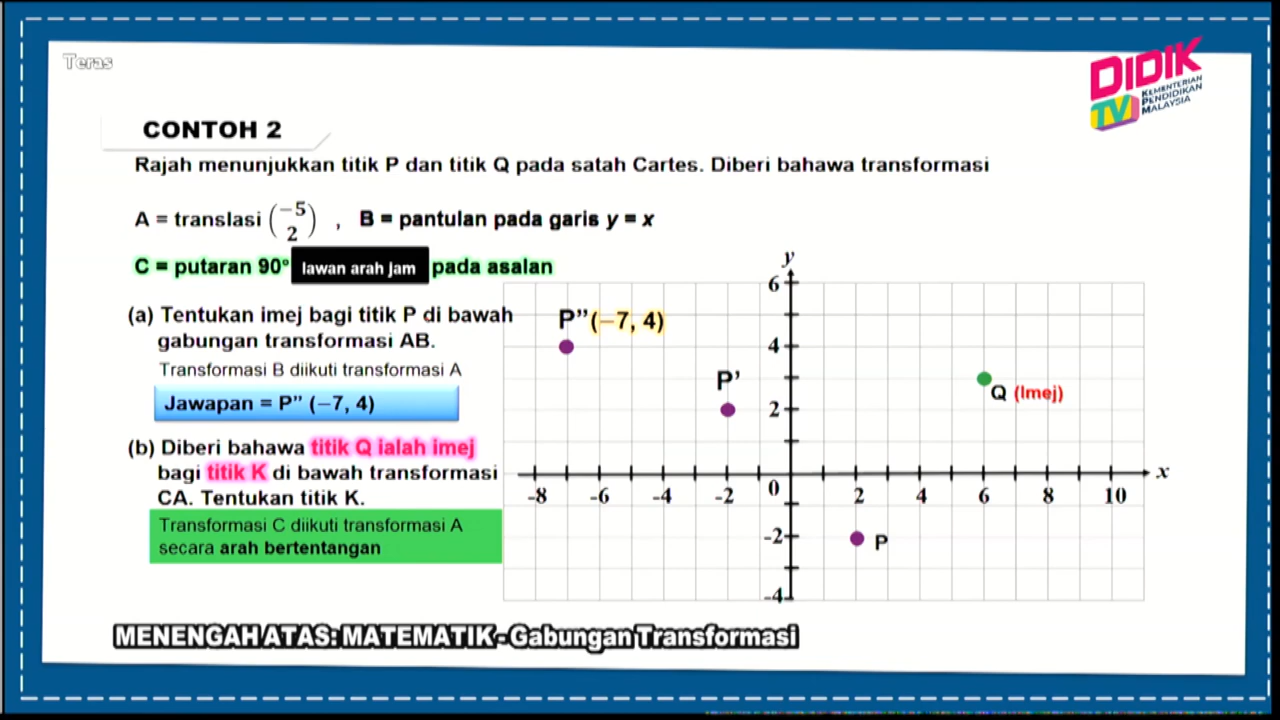 Teras
DIDIK
TV
KEMENTERIAN
PENDIDIKAN
MALAYSIA
CONTOH 2
Rajah menunjukkan titik P dan titik Q pada satah Cartes. Diberi bahawa transformasi
A = translasi (−5 2) , B = pantulan pada garis y = x
C = putaran 90° lawan arah jam pada asalan
(a) Tentukan imej bagi titik P di bawah
gabungan transformasi AB.
Transformasi B diikuti transformasi A
Jawapan = P” (−7, 4)
(b) Diberi bahawa titik Q ialah imej
bagi titik K di bawah transformasi
CA. Tentukan titik K.
Transformasi C diikuti transformasi A
secara arah bertentangan
y
6
P” (−7, 4)
4
P’
2
Q (Imej)
x
-8 -6 -4 -2 0 2 4 6 8 10
-2
P
-4
MENENGAH ATAS: MATEMATIK - Gabungan Transformasi